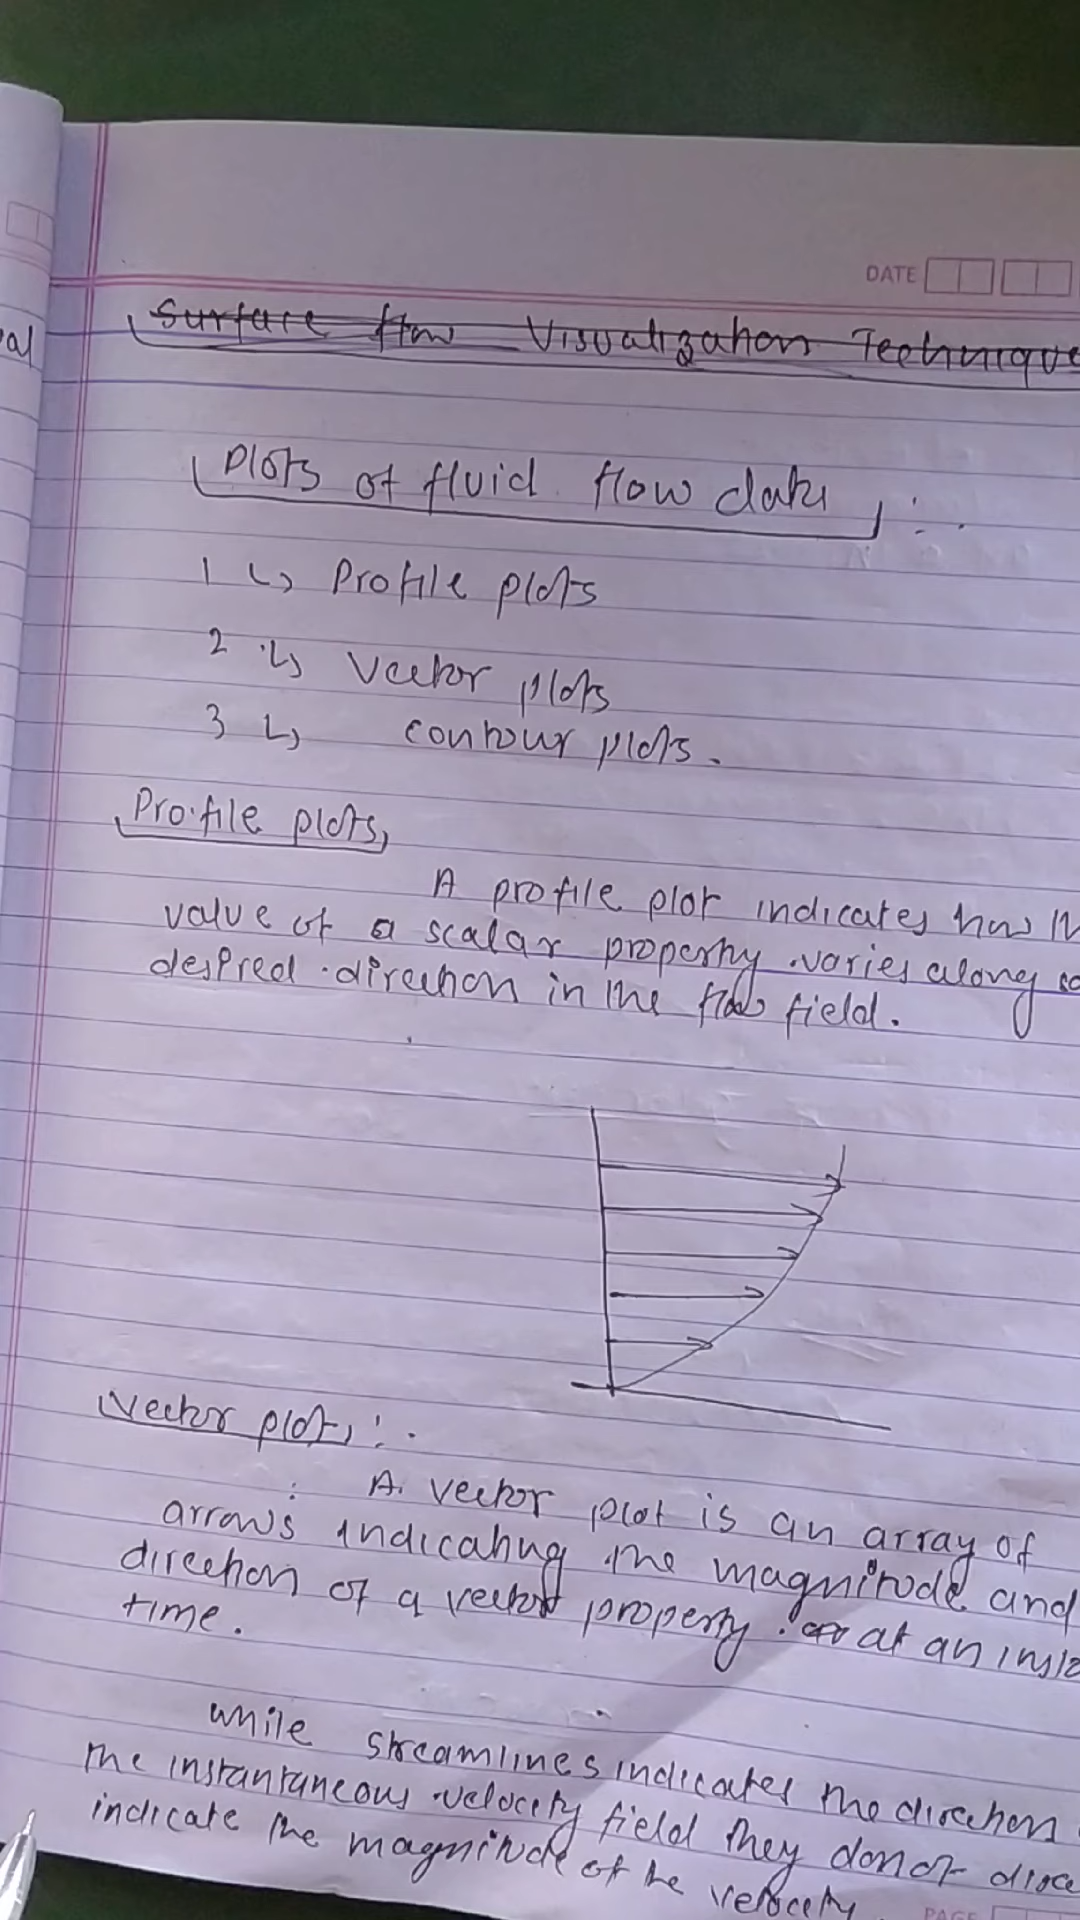 DATE
al
Surface flow Visualization Technique
Plots of fluid flow data :-
1 ↳ Profile plots
2 ↳ Vector plots
3 ↳ contour plots.
Profile plots,
A profile plot indicates how
value of a scalar property varies along
desired direction in the flow field.
Vector plots :-
A vector plot is an array of
arrows indicating the magnitude and
direction of a vector property at an
time.
while streamlines indicates the direction
the instantaneous velocity field they donot
indicate the magnitude of the velocity
PAGE